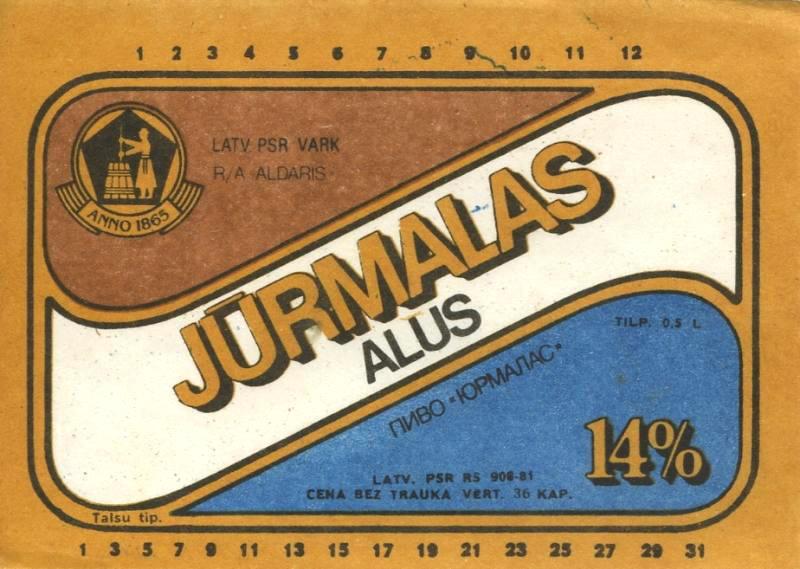 1 2 3 4 5 6 7 8 9 10 11 12
LATV PSR VARK
R/A ALDARIS
ANNO 1865
JŪRMALAS
ALUS
ПИВО "ЮРМАЛАС"
TILP. 0,5 L
14%
LATV. PSR RS 908-81
CENA BEZ TRAUKA VĒRT. 36 KAP.
Talsu tip.
1 3 5 7 9 11 13 15 17 19 21 23 25 27 29 31